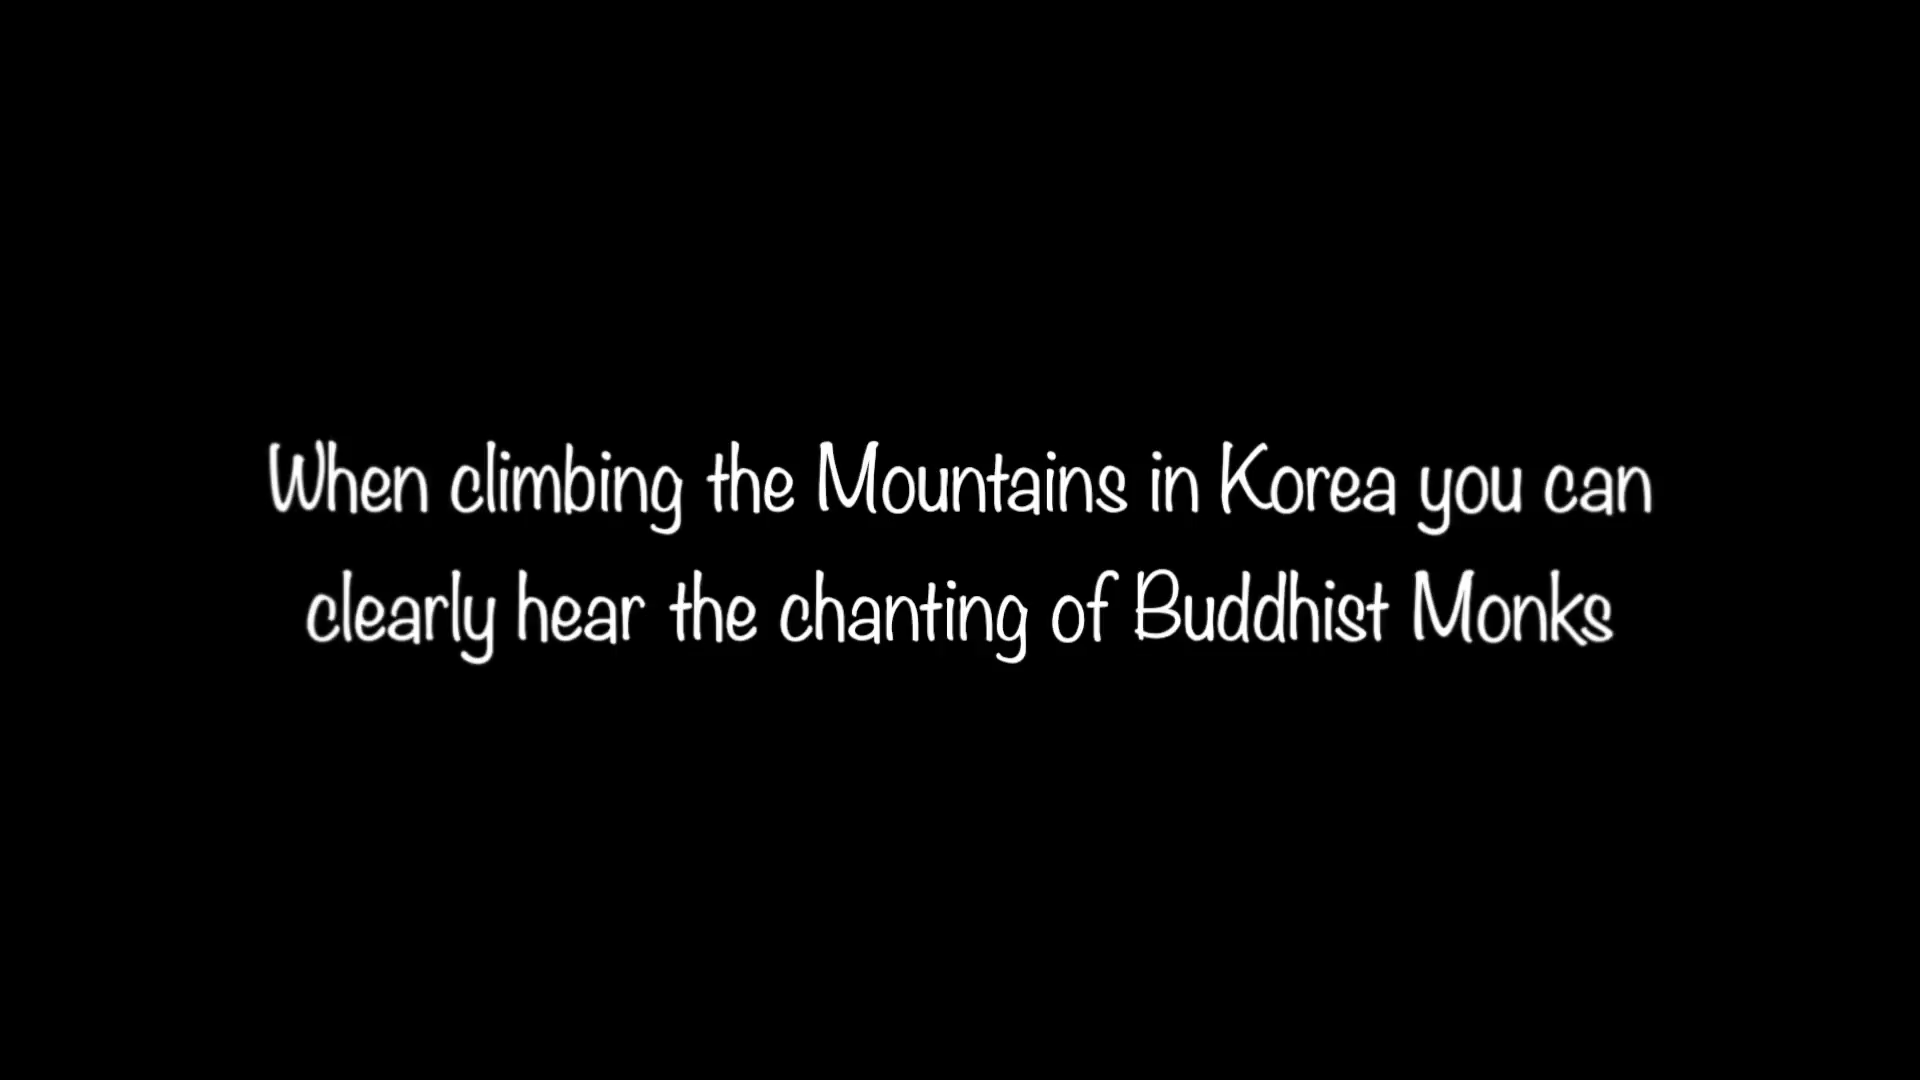 When climbing the Mountains in Korea you can
clearly hear the chanting of Buddhist Monks